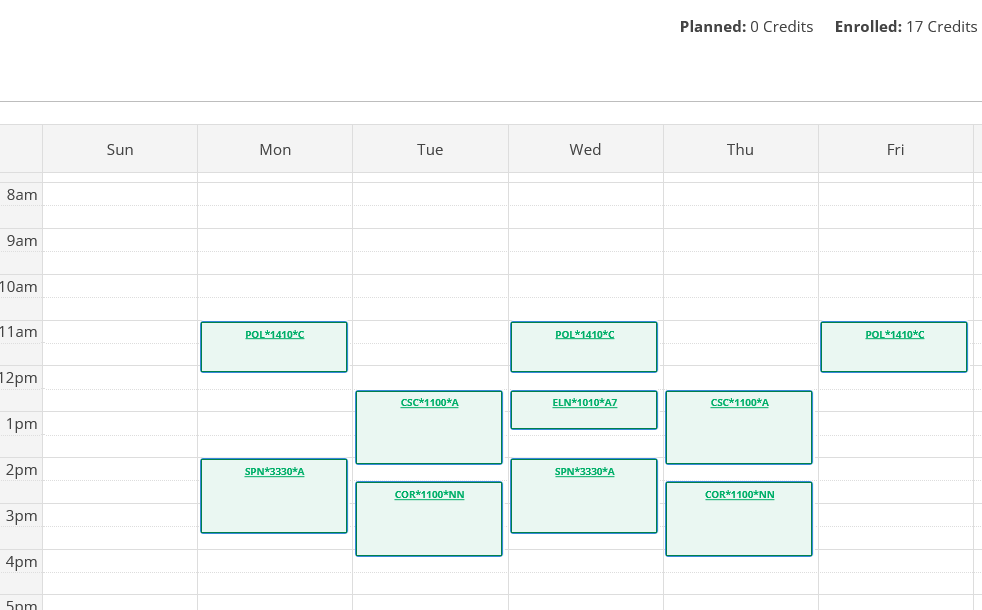 Planned: 0 Credits Enrolled: 17 Credits
Sun Mon Tue Wed Thu Fri
8am
9am
10am
11am POL*1410*C POL*1410*C POL*1410*C
12pm
CSC*1100*A ELN*1010*A7 CSC*1100*A
1pm
2pm SPN*3330*A SPN*3330*A
COR*1100*NN COR*1100*NN
3pm
4pm
5pm